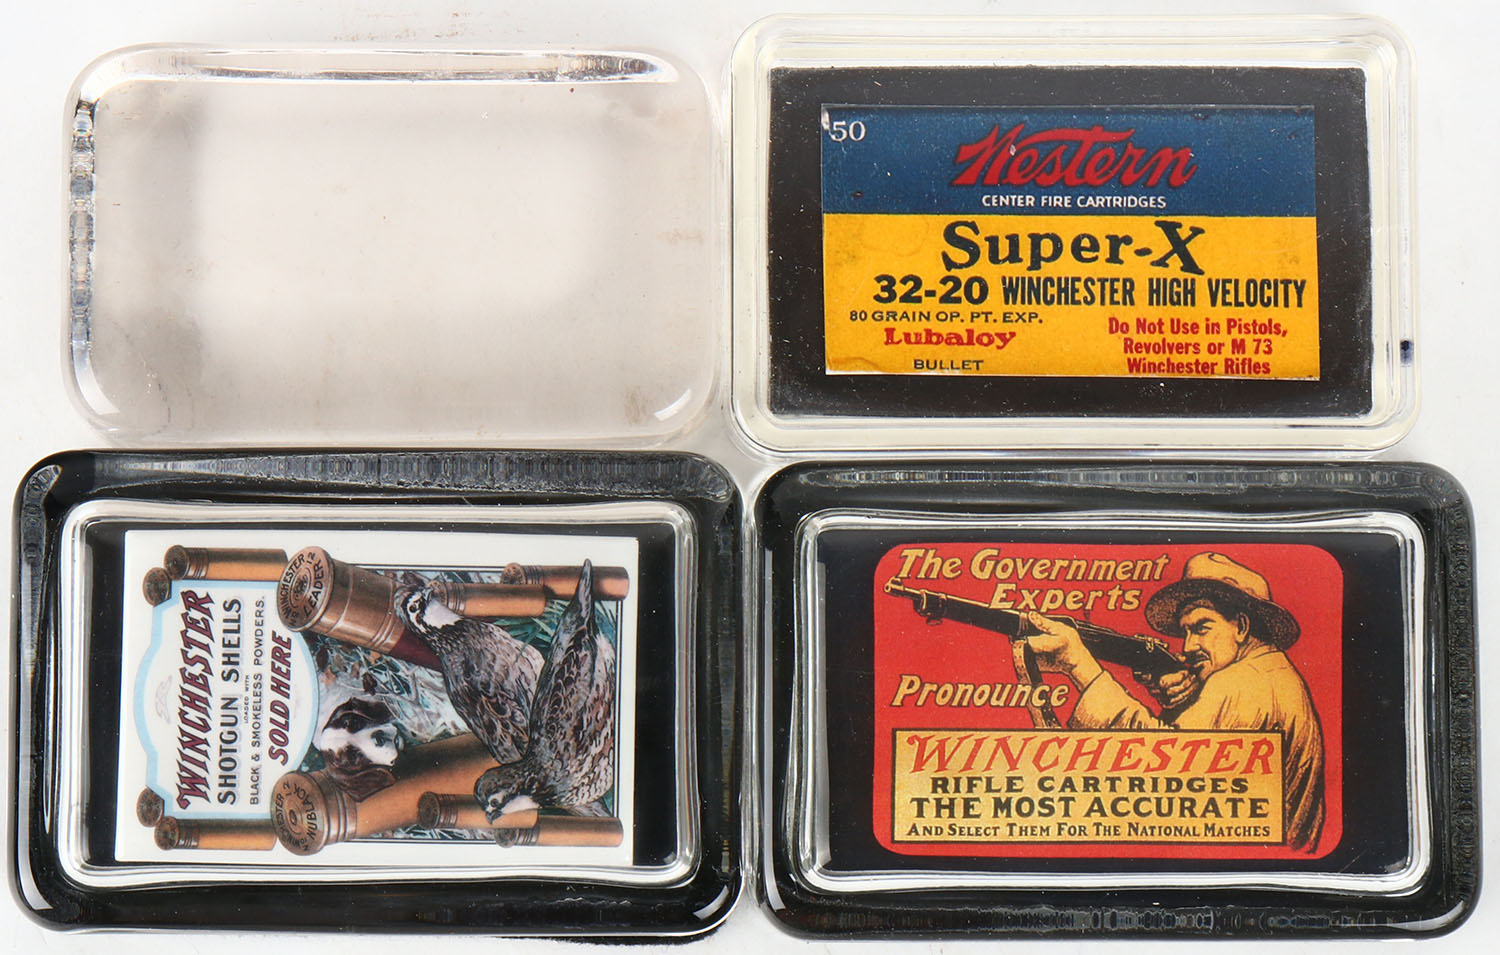 50
Western
CENTER FIRE CARTRIDGES
Super-X
32-20 WINCHESTER HIGH VELOCITY
80 GRAIN OP. PT. EXP.
Lubaloy
BULLET
Do Not Use in Pistols,
Revolvers or M 73
Winchester Rifles
WINCHESTER
SHOTGUN SHELLS
LOADED WITH
BLACK & SMOKELESS POWDERS.
SOLD HERE
WINCHESTER
LEADER
The Government
Experts
Pronounce
WINCHESTER
RIFLE CARTRIDGES
THE MOST ACCURATE
AND SELECT THEM FOR THE NATIONAL MATCHES